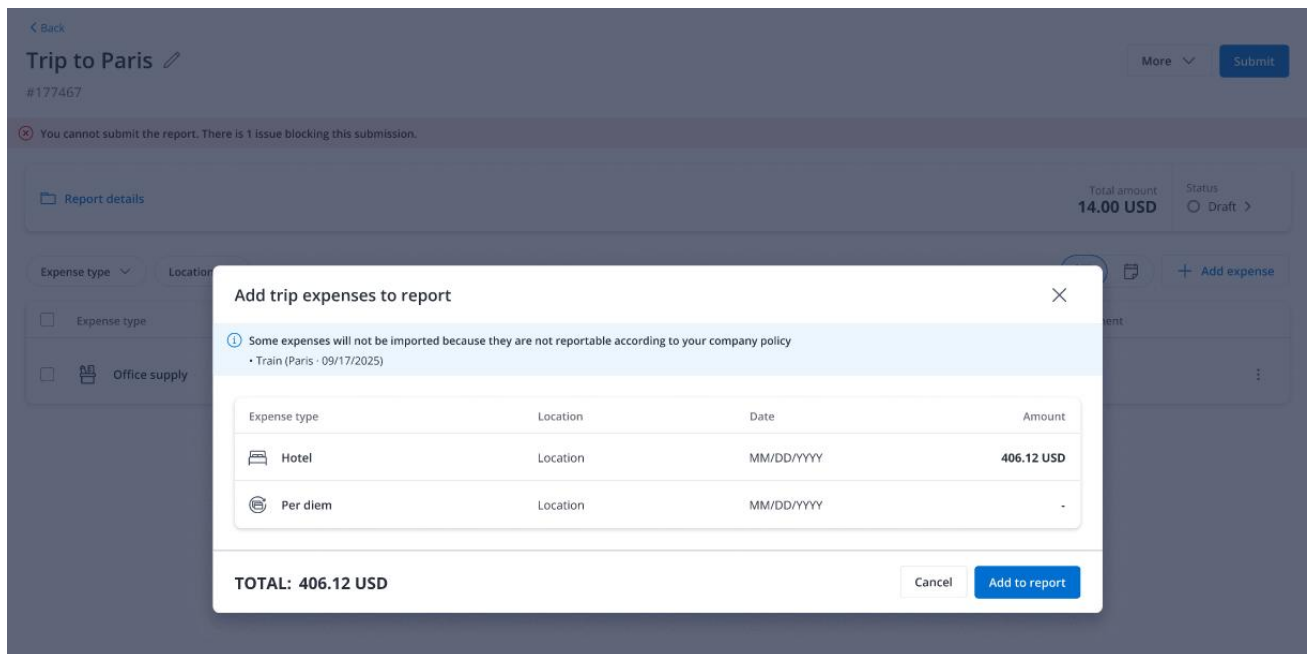 Back
Trip to Paris
More
Submit
#177467
You cannot submit the report. There is 1 issue blocking this submission.
Report details
Total amount
14.00 USD
Status
Draft
Expense type
Location
Add expense
Expense type
Office supply
Add trip expenses to report
Some expenses will not be imported because they are not reportable according to your company policy
• Train (Paris · 09/17/2025)
Expense type Location Date Amount
Hotel Location MM/DD/YYYY 406.12 USD
Per diem Location MM/DD/YYYY -
TOTAL: 406.12 USD
Cancel
Add to report